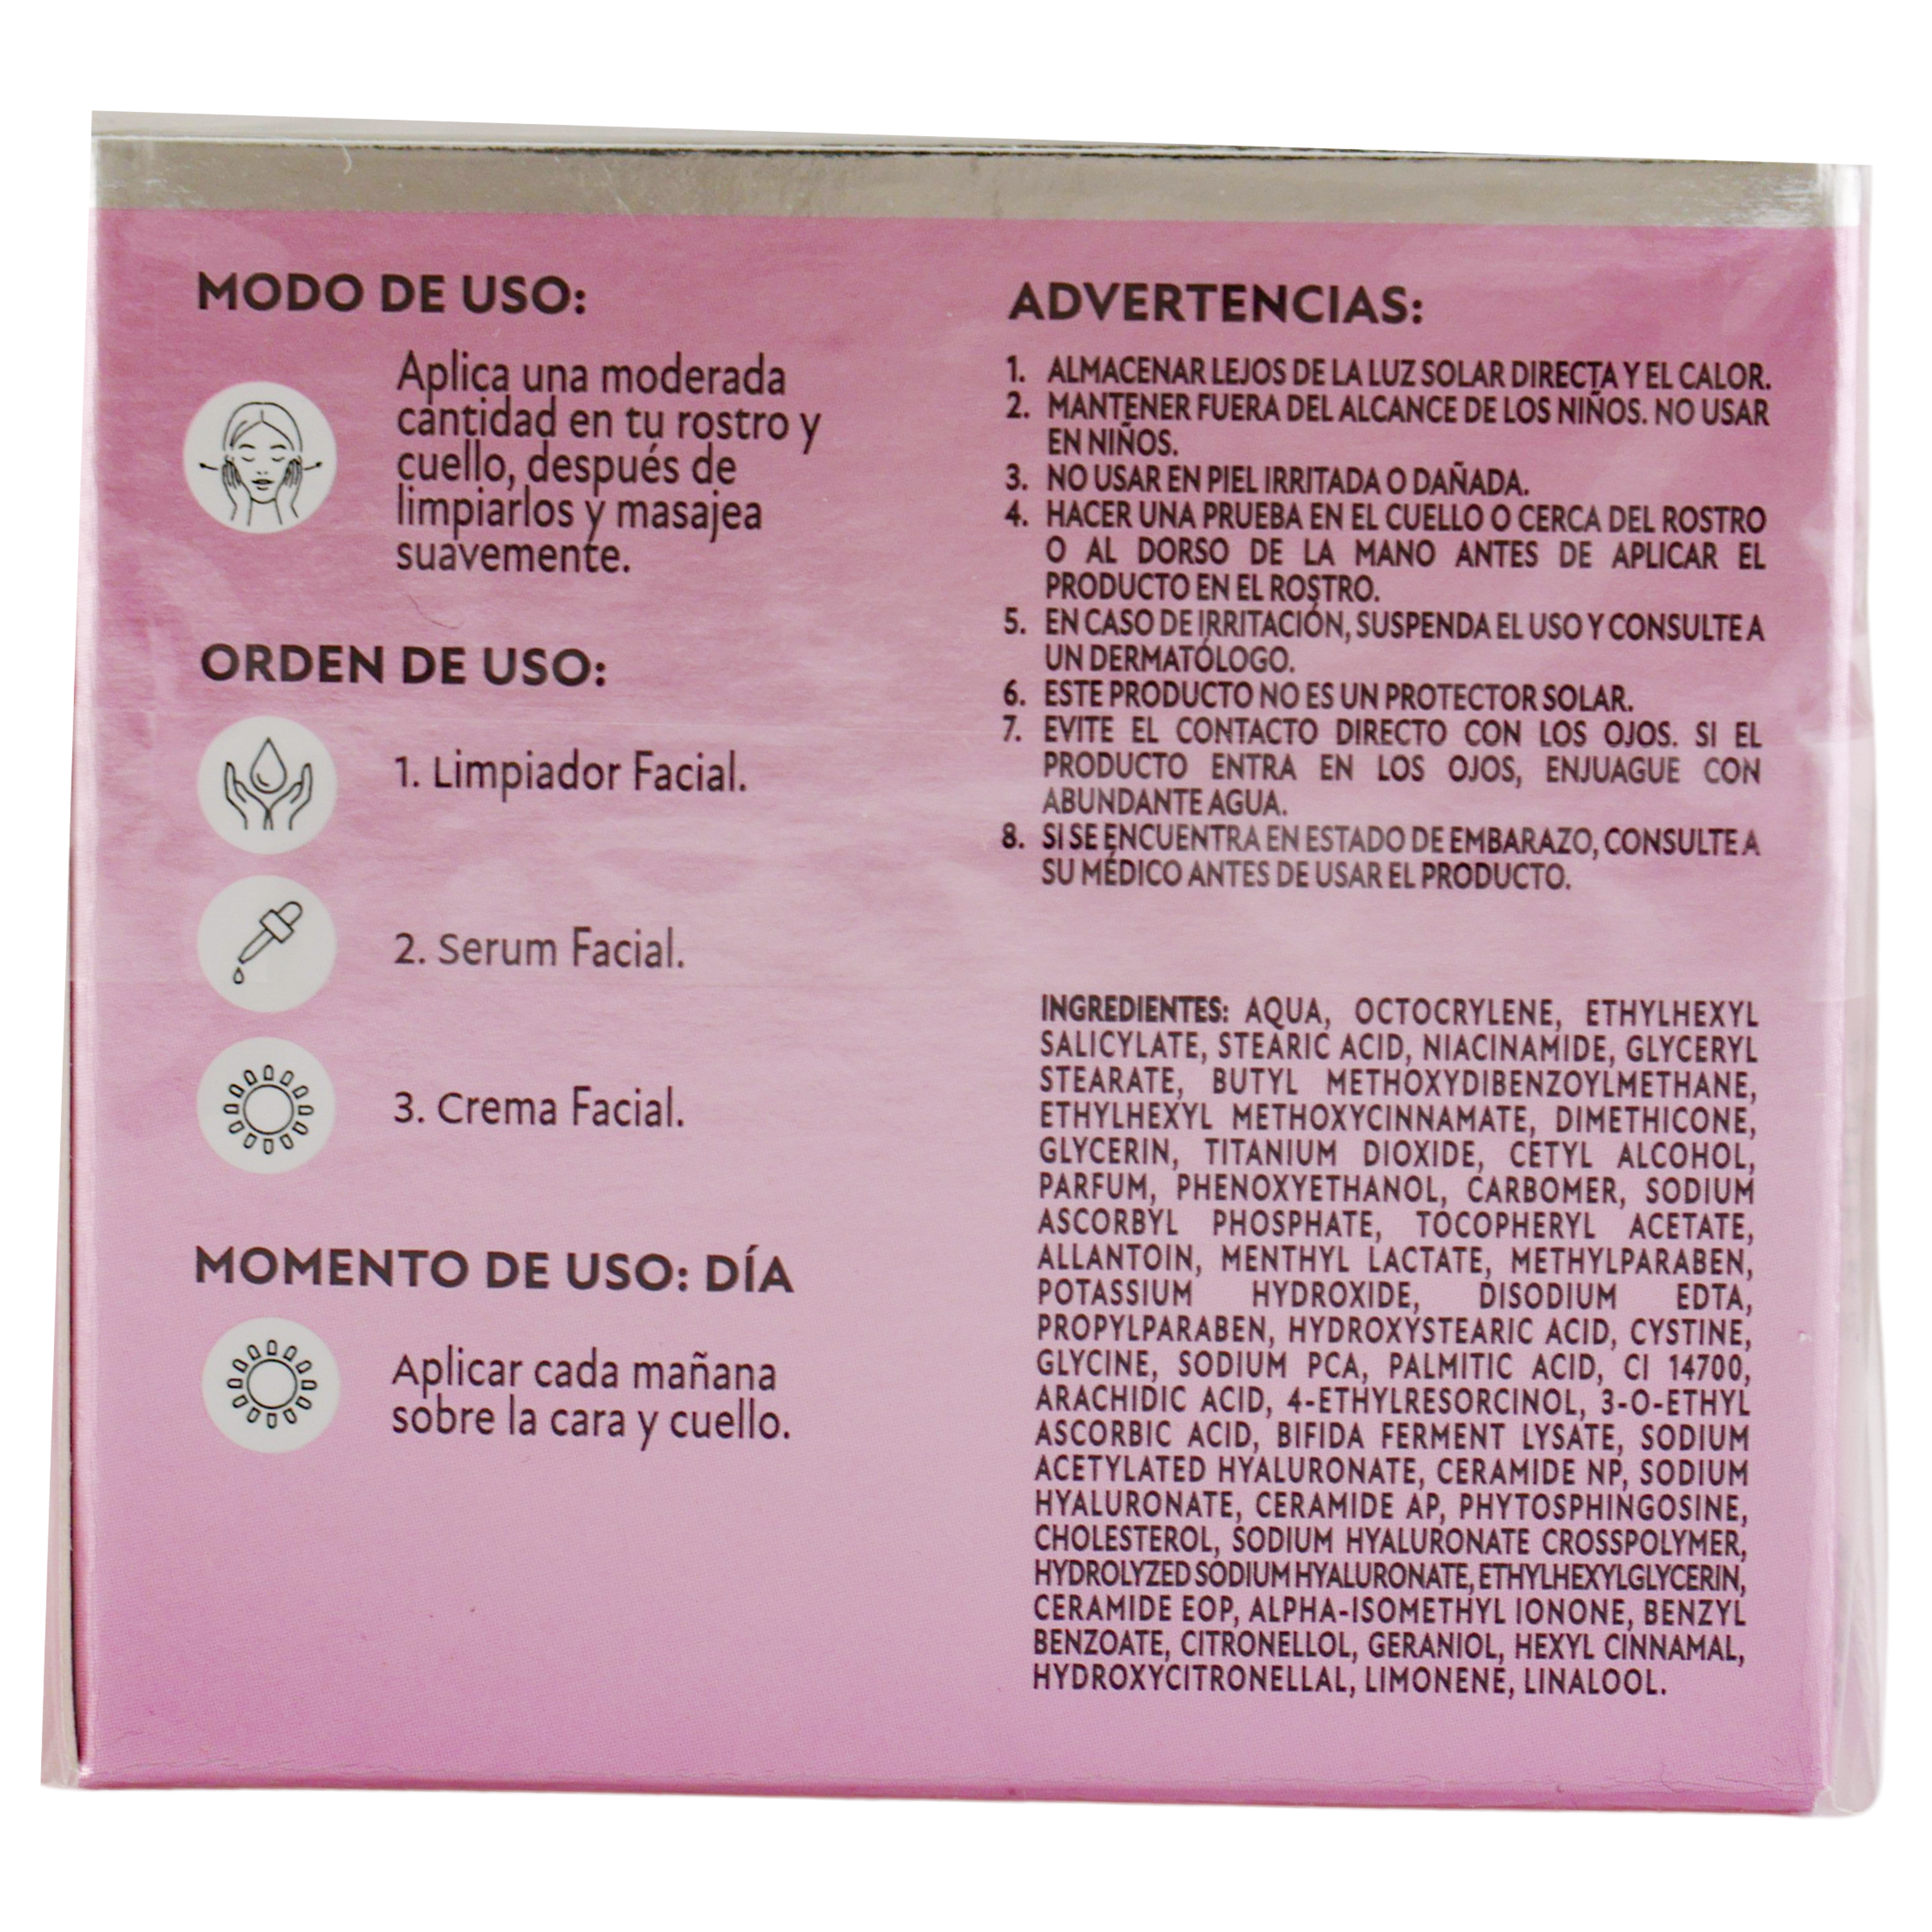 MODO DE USO:
Aplica una moderada
cantidad en tu rostro y
cuello, después de
limpiarlos y masajea
suavemente.
ORDEN DE USO:
1. Limpiador Facial.
2. Serum Facial.
3. Crema Facial.
MOMENTO DE USO: DÍA
Aplicar cada mañana
sobre la cara y cuello.
ADVERTENCIAS:
1. ALMACENAR LEJOS DE LA LUZ SOLAR DIRECTA Y EL CALOR.
2. MANTENER FUERA DEL ALCANCE DE LOS NIÑOS. NO USAR
EN NIÑOS.
3. NO USAR EN PIEL IRRITADA O DAÑADA.
4. HACER UNA PRUEBA EN EL CUELLO O CERCA DEL ROSTRO
O AL DORSO DE LA MANO ANTES DE APLICAR EL
PRODUCTO EN EL ROSTRO.
5. EN CASO DE IRRITACIÓN, SUSPENDA EL USO Y CONSULTE A
UN DERMATÓLOGO.
6. ESTE PRODUCTO NO ES UN PROTECTOR SOLAR.
7. EVITE EL CONTACTO DIRECTO CON LOS OJOS. SI EL
PRODUCTO ENTRA EN LOS OJOS, ENJUAGUE CON
ABUNDANTE AGUA.
8. SI SE ENCUENTRA EN ESTADO DE EMBARAZO, CONSULTE A
SU MÉDICO ANTES DE USAR EL PRODUCTO.
INGREDIENTES: AQUA, OCTOCRYLENE, ETHYLHEXYL
SALICYLATE, STEARIC ACID, NIACINAMIDE, GLYCERYL
STEARATE, BUTYL METHOXYDIBENZOYLMETHANE,
ETHYLHEXYL METHOXYCINNAMATE, DIMETHICONE,
GLYCERIN, TITANIUM DIOXIDE, CETYL ALCOHOL,
PARFUM, PHENOXYETHANOL, CARBOMER, SODIUM
ASCORBYL PHOSPHATE, TOCOPHERYL ACETATE,
ALLANTOIN, MENTHYL LACTATE, METHYLPARABEN,
POTASSIUM HYDROXIDE, DISODIUM EDTA,
PROPYLPARABEN, HYDROXYSTEARIC ACID, CYSTINE,
GLYCINE, SODIUM PCA, PALMITIC ACID, CI 14700,
ARACHIDIC ACID, 4-ETHYLRESORCINOL, 3-O-ETHYL
ASCORBIC ACID, BIFIDA FERMENT LYSATE, SODIUM
ACETYLATED HYALURONATE, CERAMIDE NP, SODIUM
HYALURONATE, CERAMIDE AP, PHYTOSPHINGOSINE,
CHOLESTEROL, SODIUM HYALURONATE CROSSPOLYMER,
HYDROLYZED SODIUM HYALURONATE, ETHYLHEXYLGLYCERIN,
CERAMIDE EOP, ALPHA-ISOMETHYL IONONE, BENZYL
BENZOATE, CITRONELLOL, GERANIOL, HEXYL CINNAMAL,
HYDROXYCITRONELLAL, LIMONENE, LINALOOL.